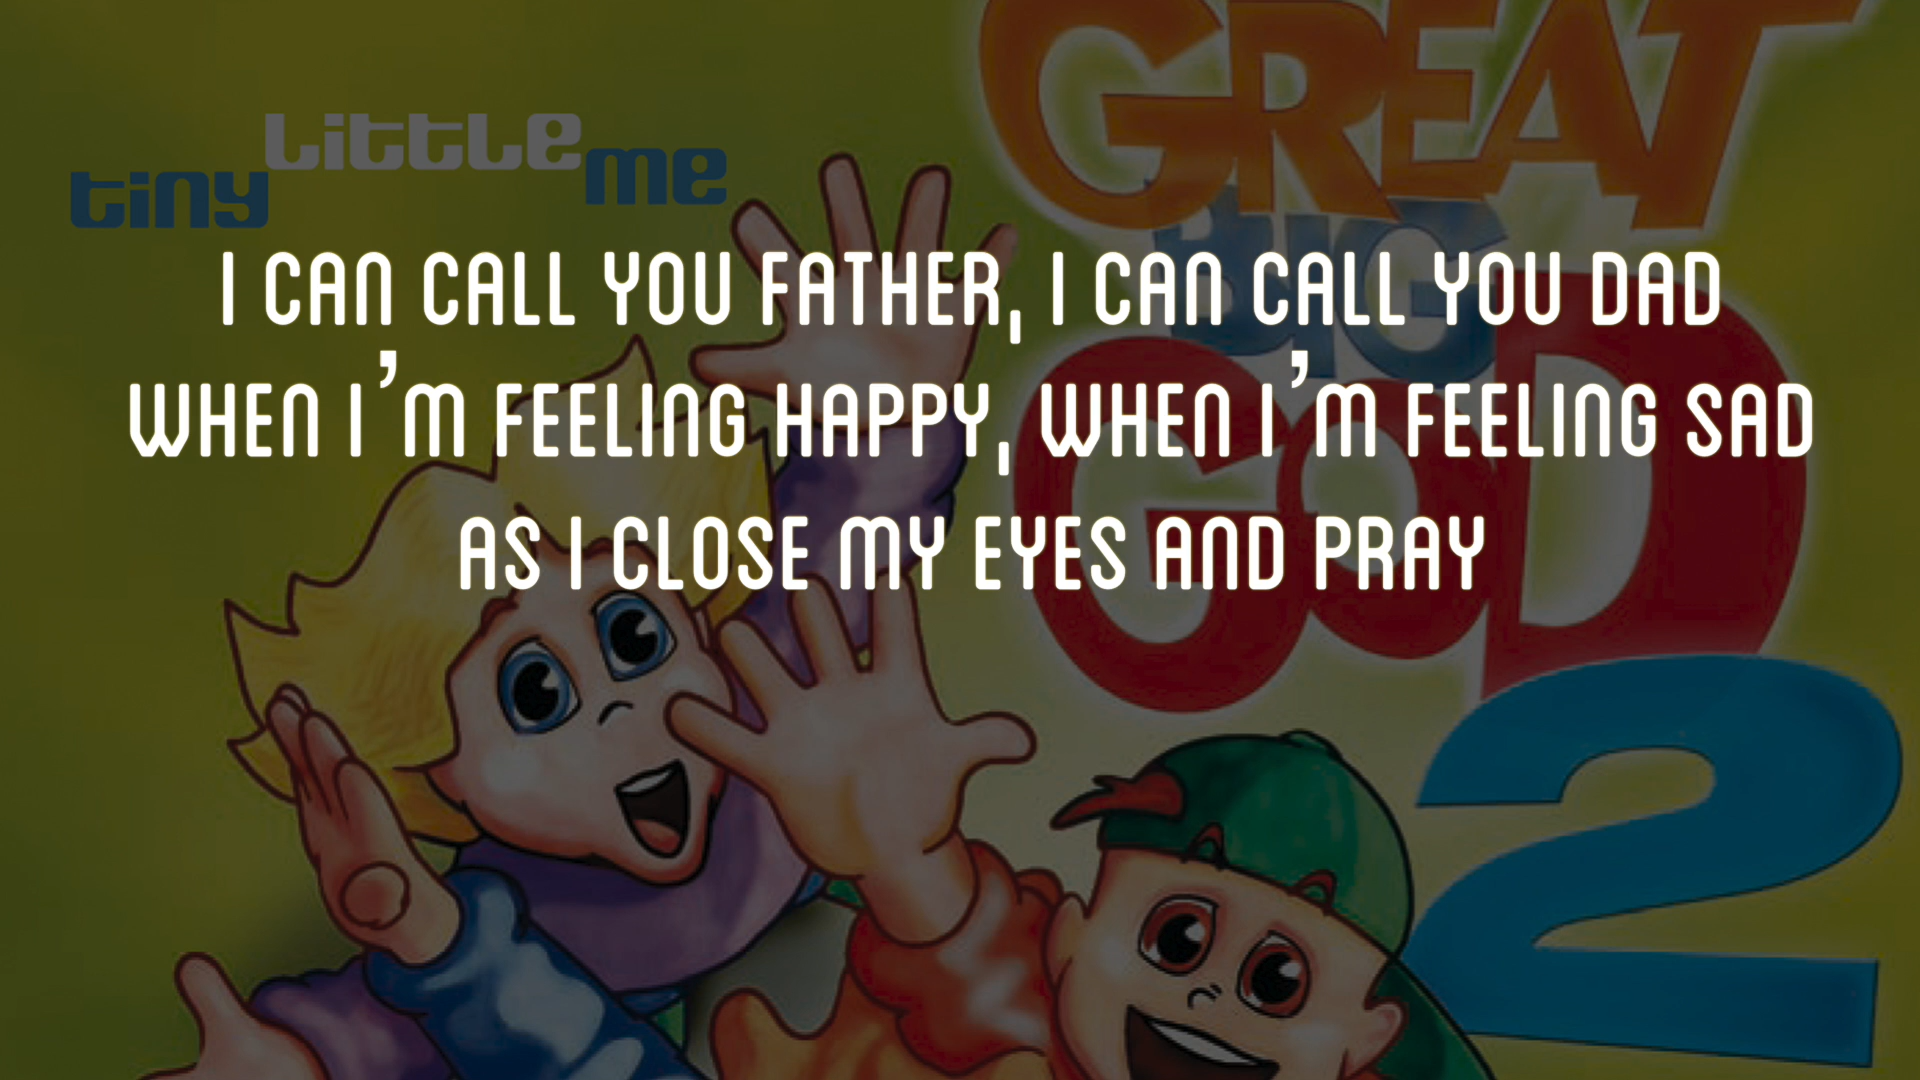 GREAT
BIG
GOD
2
tiny little me
I CAN CALL YOU FATHER, I CAN CALL YOU DAD
WHEN I'M FEELING HAPPY, WHEN I'M FEELING SAD
AS I CLOSE MY EYES AND PRAY